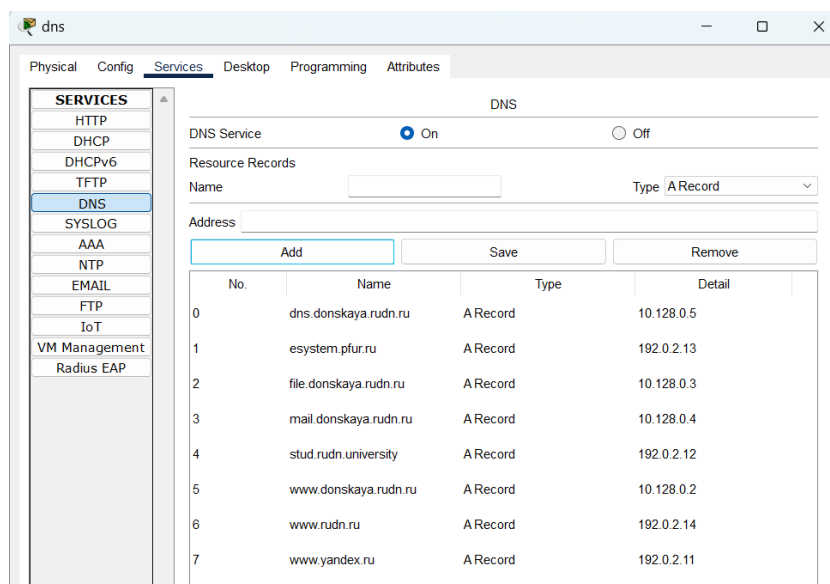 dns
Physical Config Services Desktop Programming Attributes
SERVICES
HTTP
DHCP
DHCPv6
TFTP
DNS
SYSLOG
AAA
NTP
EMAIL
FTP
IoT
VM Management
Radius EAP
DNS
DNS Service On Off
Resource Records
Name Type A Record
Address
Add Save Remove
No. Name Type Detail
0 dns.donskaya.rudn.ru A Record 10.128.0.5
1 esystem.pfur.ru A Record 192.0.2.13
2 file.donskaya.rudn.ru A Record 10.128.0.3
3 mail.donskaya.rudn.ru A Record 10.128.0.4
4 stud.rudn.university A Record 192.0.2.12
5 www.donskaya.rudn.ru A Record 10.128.0.2
6 www.rudn.ru A Record 192.0.2.14
7 www.yandex.ru A Record 192.0.2.11